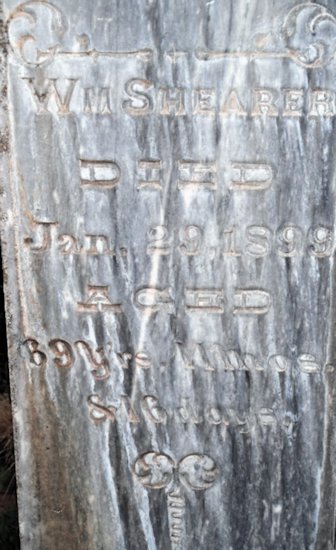 Wm SHEARER
DIED
Jan. 29, 1899
AGED
69 Yrs. 11 mos.
& 16 days.